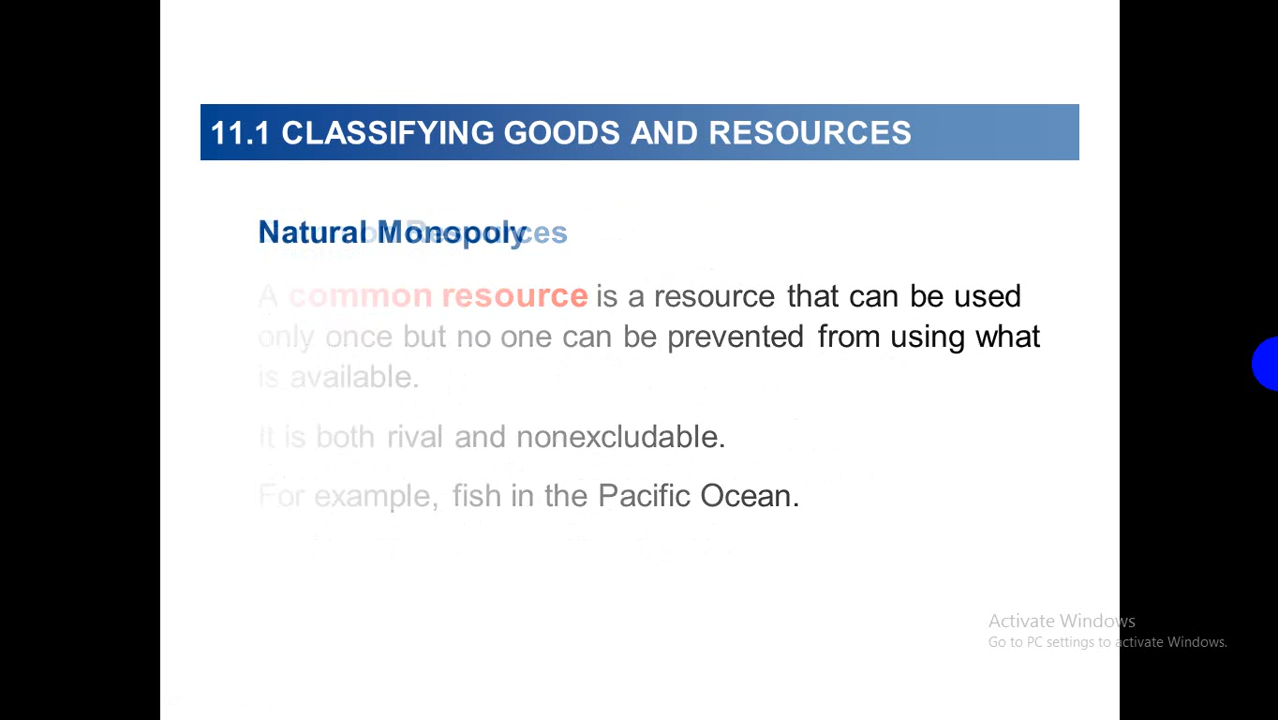 11.1 CLASSIFYING GOODS AND RESOURCES
Natural Monopoly
A common resource is a resource that can be used
only once but no one can be prevented from using what
is available.
It is both rival and nonexcludable.
For example, fish in the Pacific Ocean.
Activate Windows
Go to PC settings to activate Windows.